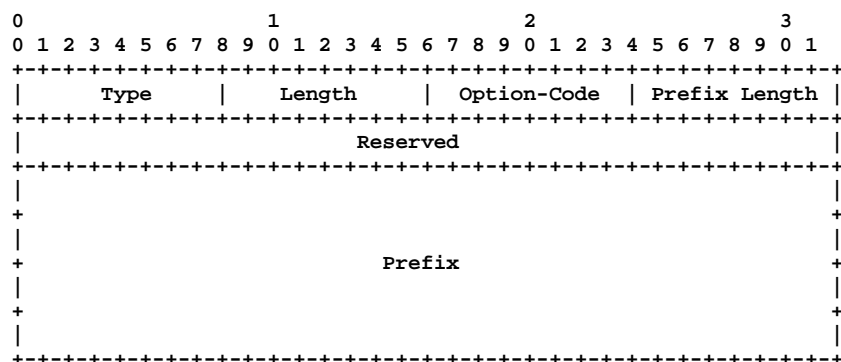 0                   1                   2                   3
0 1 2 3 4 5 6 7 8 9 0 1 2 3 4 5 6 7 8 9 0 1 2 3 4 5 6 7 8 9 0 1
+-+-+-+-+-+-+-+-+-+-+-+-+-+-+-+-+-+-+-+-+-+-+-+-+-+-+-+-+-+-+-+-+
|      Type     |    Length     |  Option-Code  | Prefix Length |
+-+-+-+-+-+-+-+-+-+-+-+-+-+-+-+-+-+-+-+-+-+-+-+-+-+-+-+-+-+-+-+-+
|                          Reserved                             |
+-+-+-+-+-+-+-+-+-+-+-+-+-+-+-+-+-+-+-+-+-+-+-+-+-+-+-+-+-+-+-+-+
|                                                               |
+                                                               +
|                                                               |
+                            Prefix                             +
|                                                               |
+                                                               +
|                                                               |
+-+-+-+-+-+-+-+-+-+-+-+-+-+-+-+-+-+-+-+-+-+-+-+-+-+-+-+-+-+-+-+-+